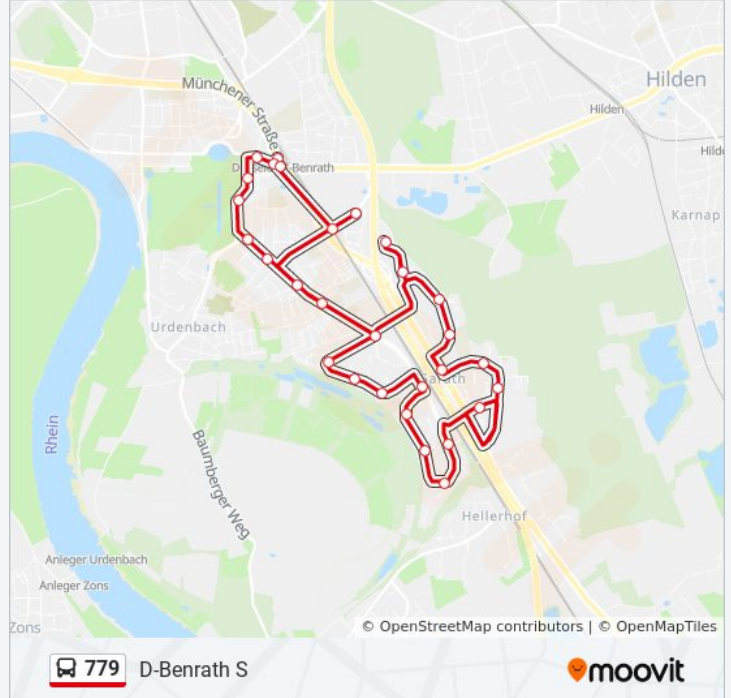 Hilden
Münchener Straße
Hilden
Hilde
D
-Benrath
Karnap
Urdenbach
Garath
Rhein
Baumberger Weg
Hellerhof
Anleger Urdenbach
Anleger Zons
Zons
© OpenStreetMap contributors | © OpenMapTiles
779 D-Benrath S
moovit